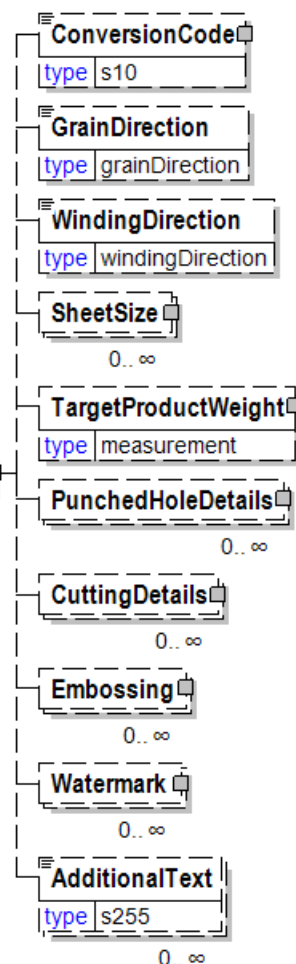 ConversionCode
type s10
GrainDirection
type grainDirection
WindingDirection
type windingDirection
SheetSize
0.. ∞
TargetProductWeight
type measurement
PunchedHoleDetails
0.. ∞
CuttingDetails
0.. ∞
Embossing
0.. ∞
Watermark
0.. ∞
AdditionalText
type s255
0.. ∞